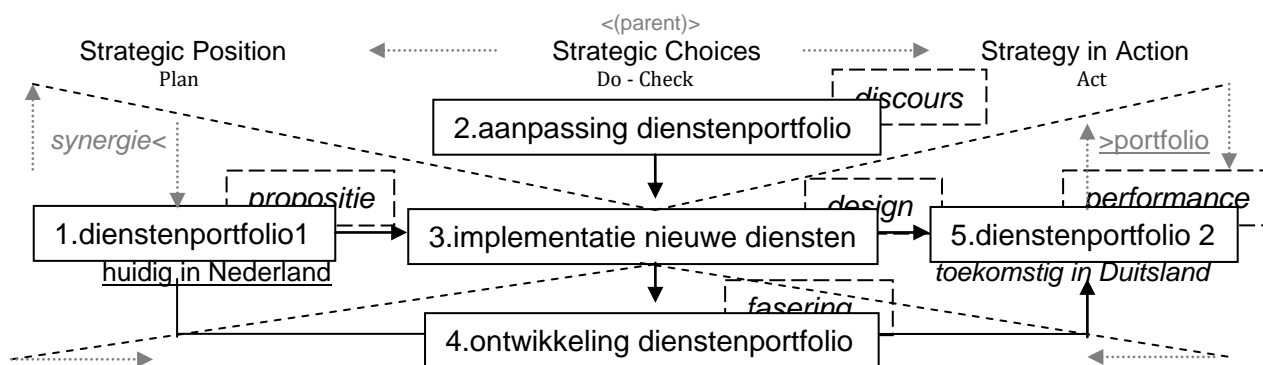 <(parent)>
Strategic Position
Strategic Choices
Strategy in Action
Plan
Do - Check
Act
discours
2.aanpassing dienstenportfolio
synergie<
>portfolio
propositie
design
performance
1.dienstenportfolio1
3.implementatie nieuwe diensten
5.dienstenportfolio 2
huidig in Nederland
toekomstig in Duitsland
fasering
4.ontwikkeling dienstenportfolio